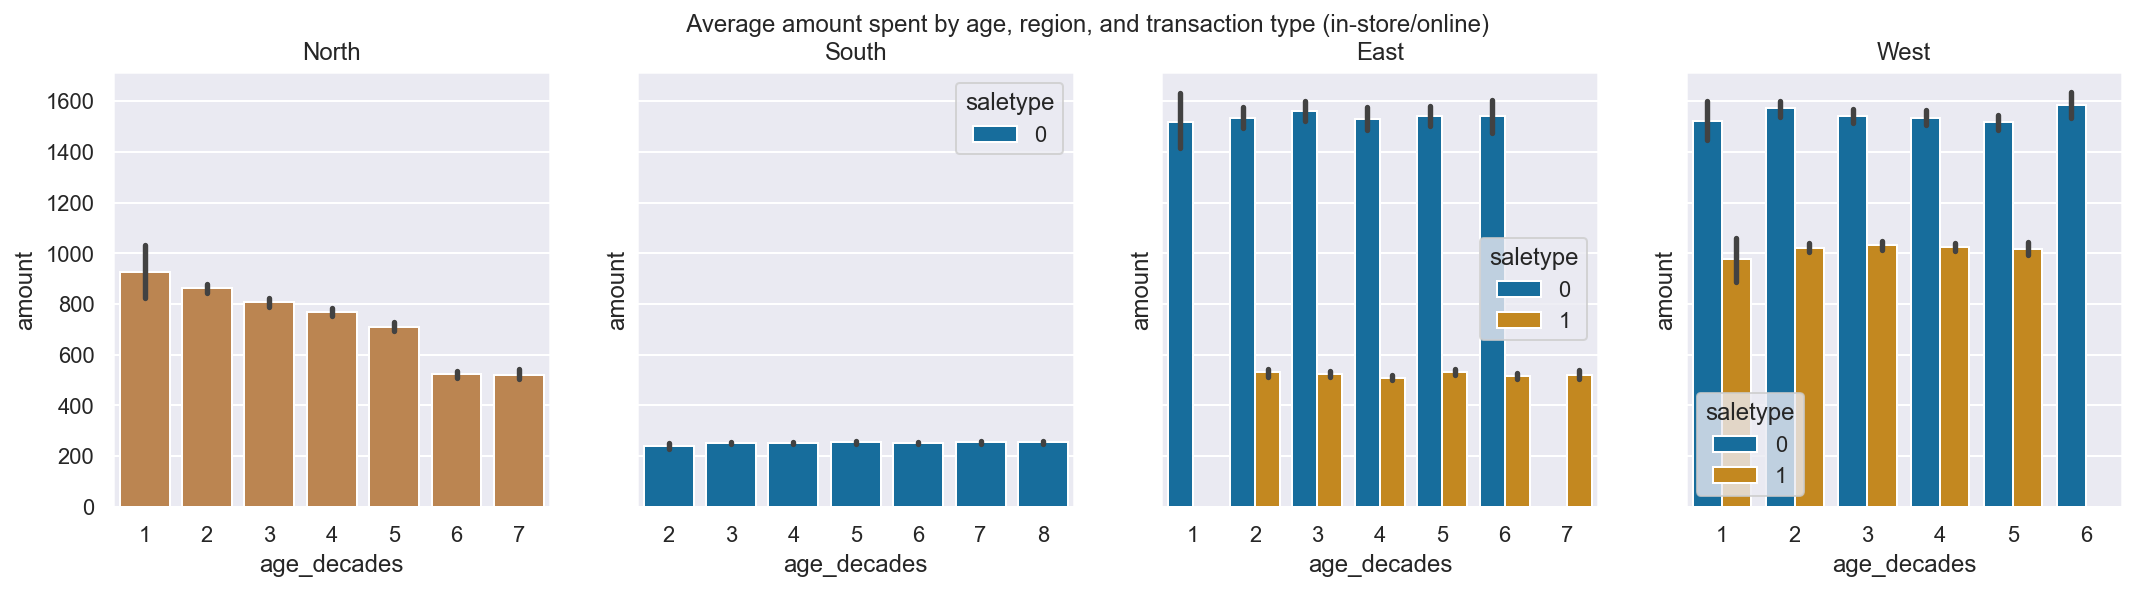 Average amount spent by age, region, and transaction type (in-store/online)
North
South
East
West
amount
1600
1400
1200
1000
800
600
400
200
0
1 2 3 4 5 6 7
age_decades
amount
saletype
0
2 3 4 5 6 7 8
age_decades
amount
saletype
0
1
1 2 3 4 5 6 7
age_decades
amount
saletype
0
1
1 2 3 4 5 6
age_decades